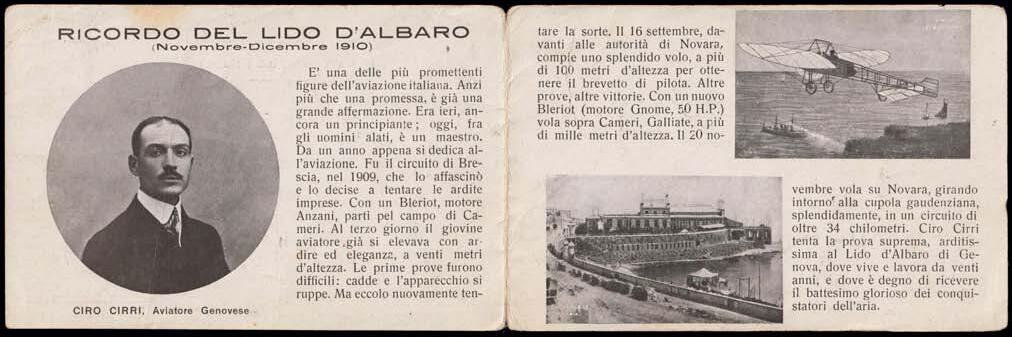 RICORDO DEL LIDO D'ALBARO
(Novembre-Dicembre 1910)
E' una delle più promettenti
figure dell'aviazione italiana. Anzi
più che una promessa, è già una
grande affermazione. Era ieri, an-
cora un principiante; oggi, fra
gli uomini alati, è un maestro.
Da un anno appena si dedica al-
l'aviazione. Fu il circuito di Bre-
scia, nel 1909, che lo affascinò
e lo decise a tentare le ardite
imprese. Con un Bleriot, motore
Anzani, partì pel campo di Ca-
meri. Al terzo giorno il giovine
aviatore già si elevava con ar-
dire ed eleganza, a venti metri
d'altezza. Le prime prove furono
difficili: cadde e l'apparecchio si
ruppe. Ma eccolo nuovamente ten-
CIRO CIRRI, Aviatore Genovese
tare la sorte. Il 16 settembre, da-
vanti alle autorità di Novara,
compie uno splendido volo, a più
di 100 metri d'altezza per otte-
nere il brevetto di pilota. Altre
prove, altre vittorie. Con un nuovo
Bleriot (motore Gnome, 50 H.P.)
vola sopra Cameri, Galliate, a più
di mille metri d'altezza. Il 20 no-
vembre vola su Novara, girando
intorno alla cupola gaudenziana,
splendidamente, in un circuito di
oltre 34 chilometri. Ciro Cirri
tenta la prova suprema, arditis-
sima al Lido d'Albaro di Ge-
nova, dove vive e lavora da venti
anni, e dove è degno di ricevere
il battesimo glorioso dei conqui-
statori dell'aria.